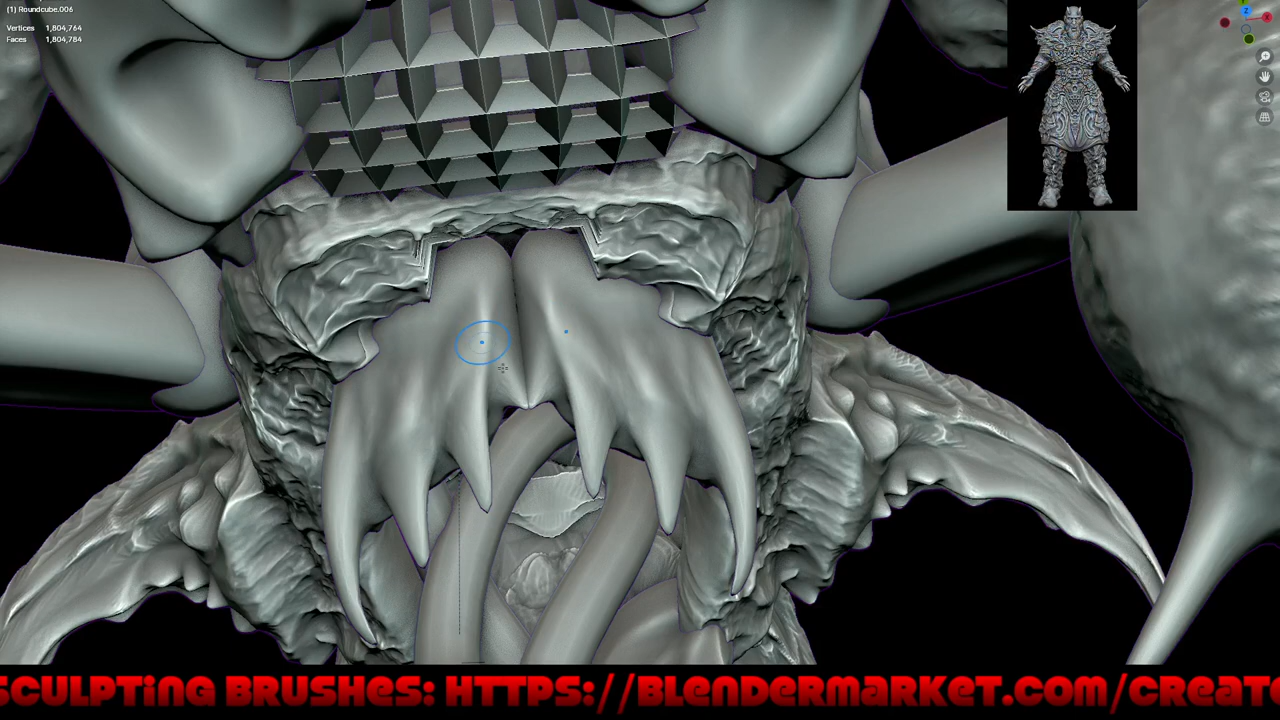 (1) Roundcube.006
Vertices 1,804,764
Faces 1,804,784
Z
X
SCULPTING BRUSHES: HTTPS://BLENDERMARKET.COM/CREATO